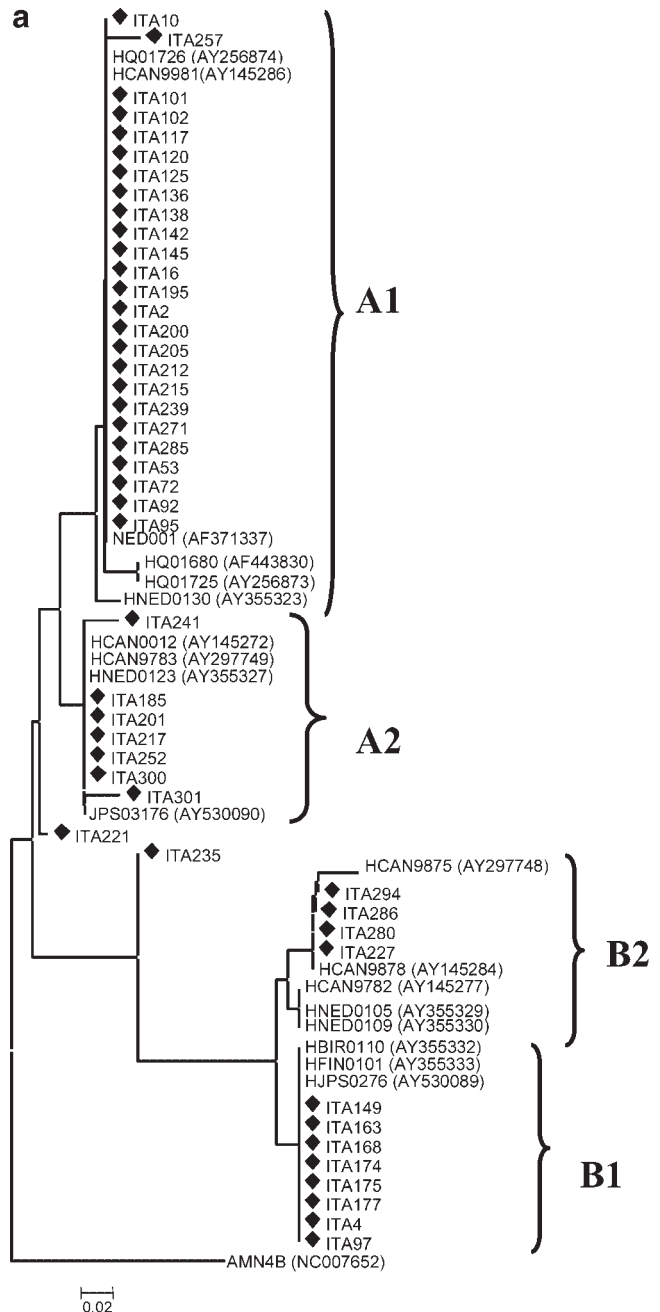 a
ITA10
ITA257
HQ01726 (AY256874)
HCAN9981(AY145286)
ITA101
ITA102
ITA117
ITA120
ITA125
ITA136
ITA138
ITA142
ITA145
ITA16
ITA195
ITA2
ITA200
ITA205
ITA212
ITA215
ITA239
ITA271
ITA285
ITA53
ITA72
ITA92
ITA95
NED001 (AF371337)
HQ01680 (AF443830)
HQ01725 (AY256873)
HNED0130 (AY355323)
A1
ITA241
HCAN0012 (AY145272)
HCAN9783 (AY297749)
HNED0123 (AY355327)
ITA185
ITA201
ITA217
ITA252
ITA300
ITA301
JPS03176 (AY530090)
A2
ITA221
ITA235
HCAN9875 (AY297748)
ITA294
ITA286
ITA280
ITA227
HCAN9878 (AY145284)
HCAN9782 (AY145277)
HNED0105 (AY355329)
HNED0109 (AY355330)
B2
HBIR0110 (AY355332)
HFIN0101 (AY355333)
HJPS0276 (AY530089)
ITA149
ITA163
ITA168
ITA174
ITA175
ITA177
ITA4
ITA97
B1
AMN4B (NC007652)
0.02